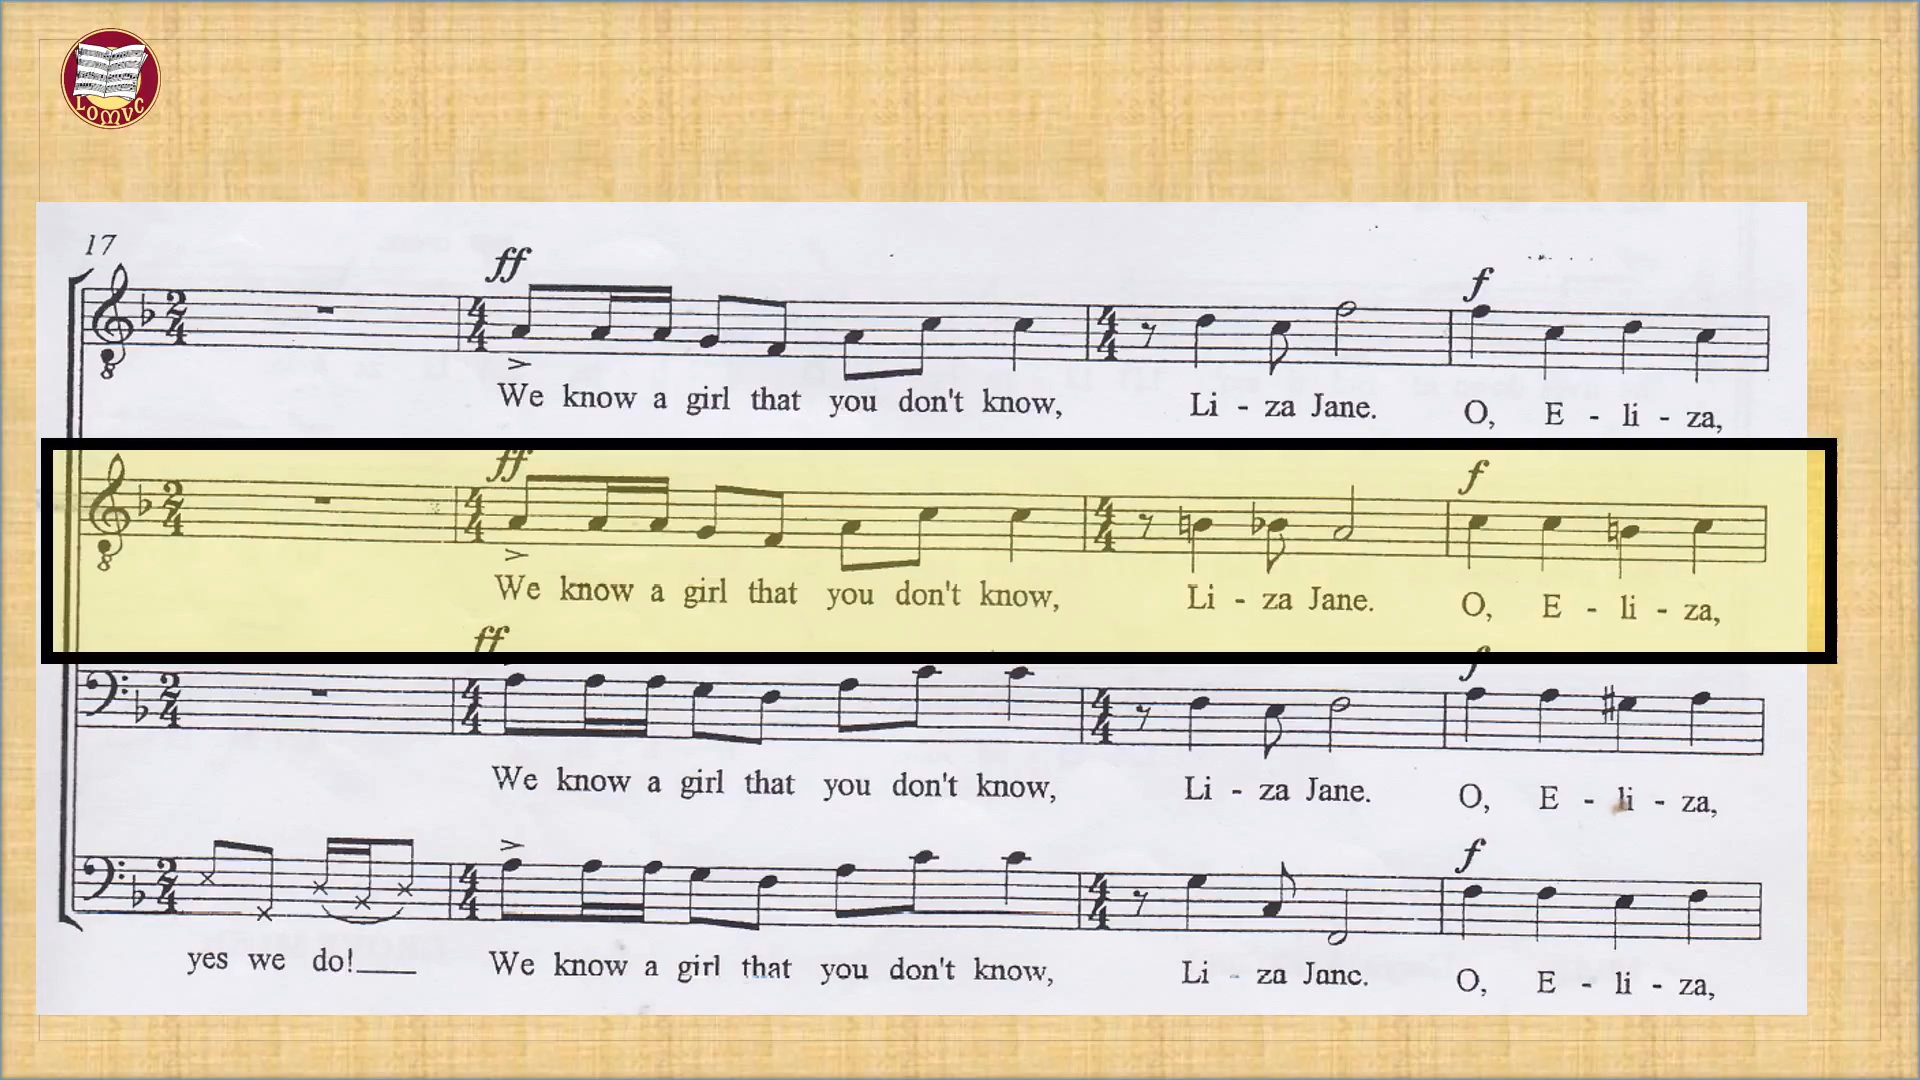 LOMVC
17
ff
f
We know a girl that you don't know, Li - za Jane. O, E - li - za,
ff
f
We know a girl that you don't know, Li - za Jane. O, E - li - za,
ff
f
We know a girl that you don't know, Li - za Jane. O, E - li - za,
f
yes we do!____ We know a girl that you don't know, Li - za Jane. O, E - li - za,